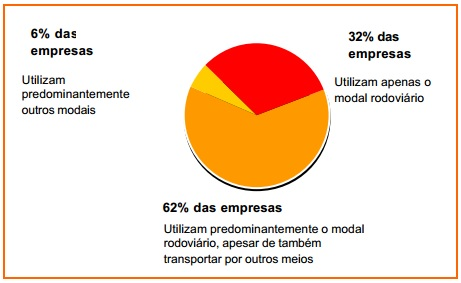 6% das
empresas
Utilizam
predominantemente
outros modais
32% das
empresas
Utilizam apenas o
modal rodoviário
62% das empresas
Utilizam predominantemente o modal
rodoviário, apesar de também
transportar por outros meios